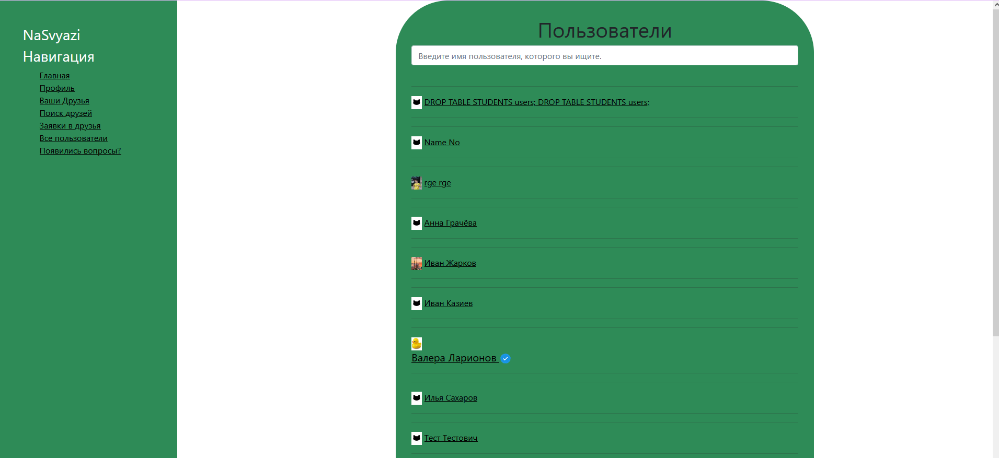 NaSvyazi
Навигация
Главная
Профиль
Ваши Друзья
Поиск друзей
Заявки в друзья
Все пользователи
Появились вопросы?
Пользователи
Введите имя пользователя, которого вы ищите.
DROP TABLE STUDENTS users; DROP TABLE STUDENTS users;
Name No
rge rge
Анна Грачёва
Иван Жарков
Иван Казиев
Валера Ларионов
Илья Сахаров
Тест Тестович